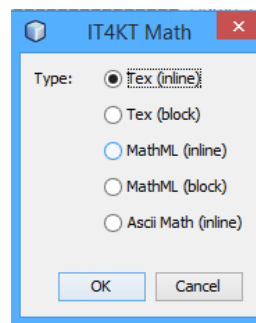 IT4KT Math
Type: Tex (inline)
Tex (block)
MathML (inline)
MathML (block)
Ascii Math (inline)
OK Cancel